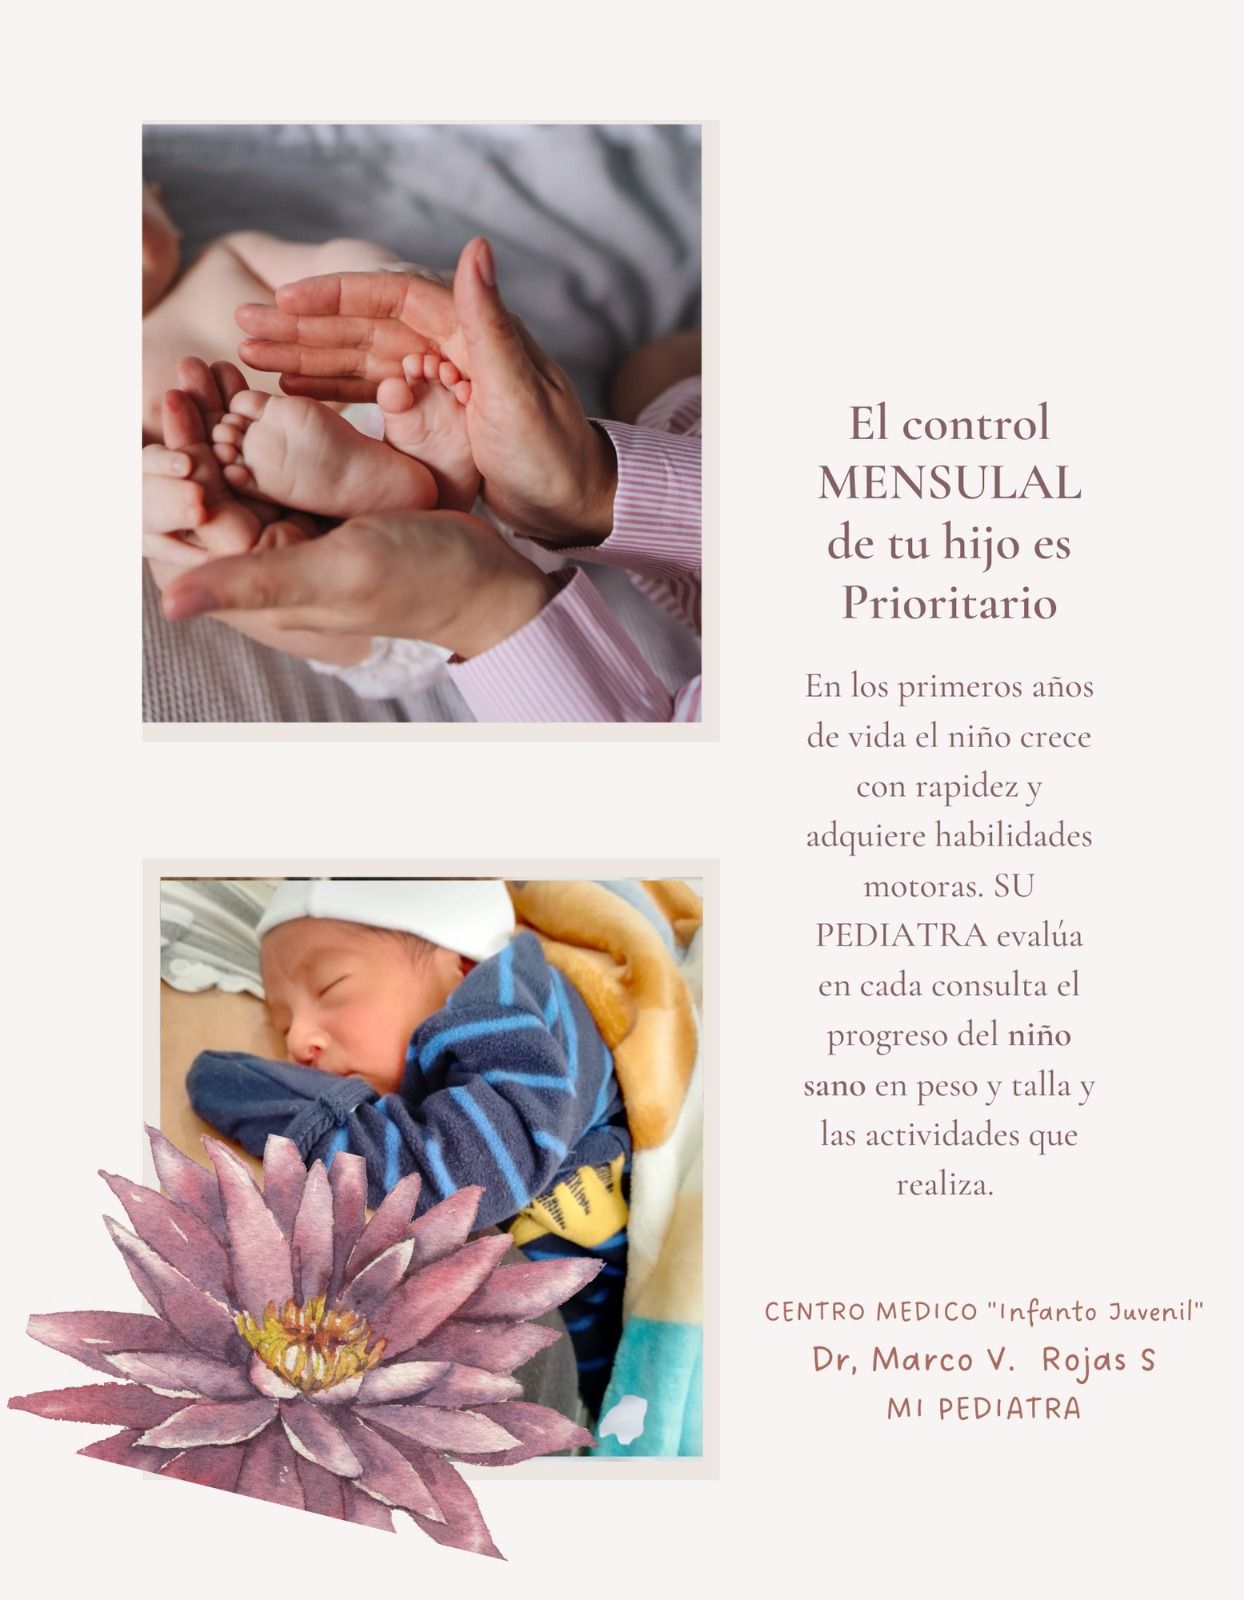 El control
MENSULAL
de tu hijo es
Prioritario
En los primeros años
de vida el niño crece
con rapidez y
adquiere habilidades
motoras. SU
PEDIATRA evalúa
en cada consulta el
progreso del niño
sano en peso y talla y
las actividades que
realiza.
CENTRO MEDICO "Infanto Juvenil"
Dr, Marco V. Rojas S
MI PEDIATRA